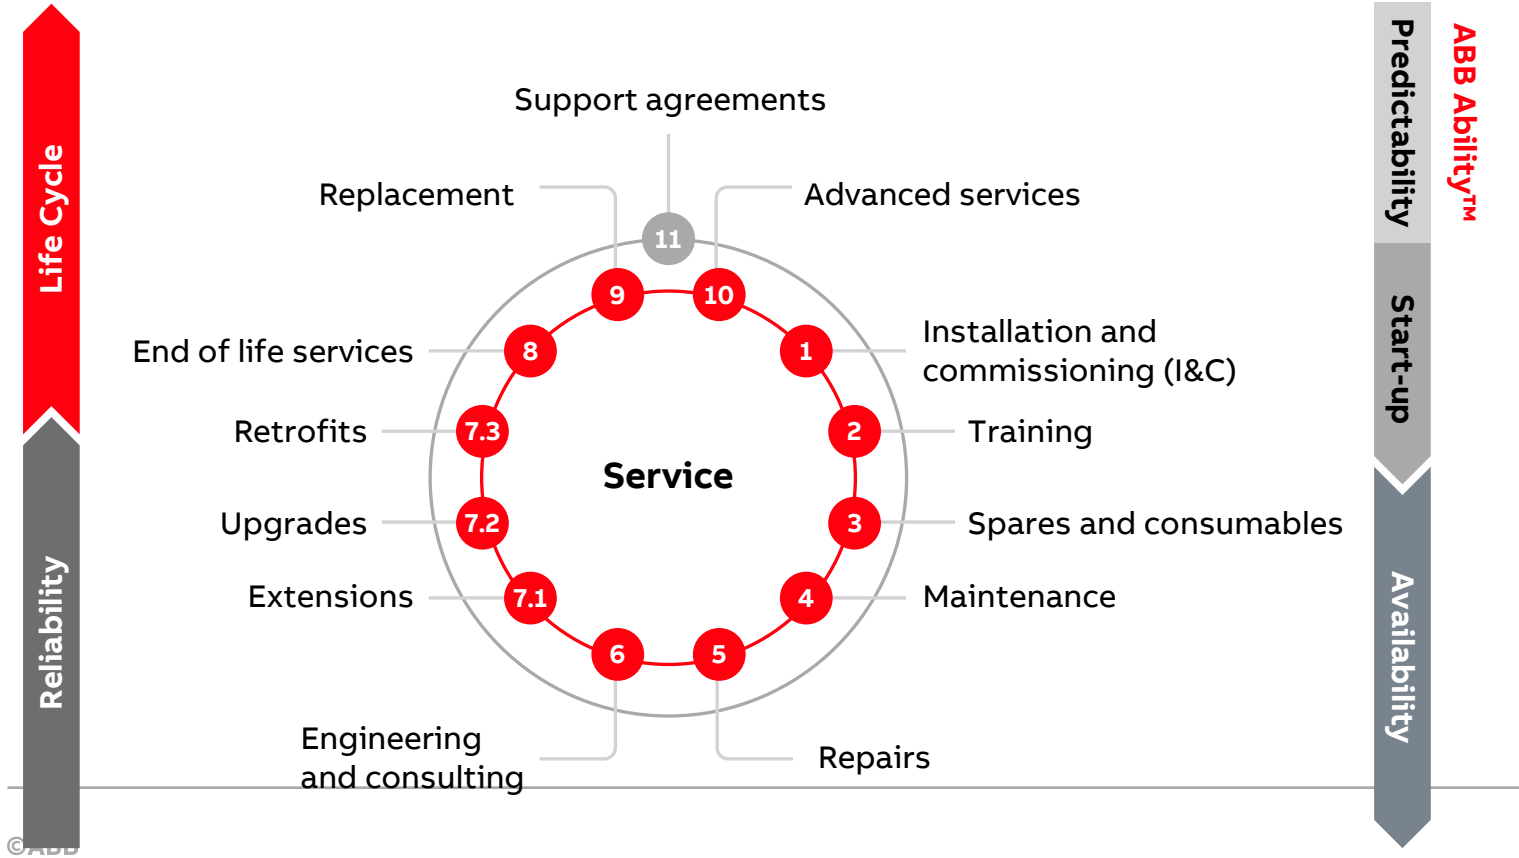 Life Cycle
Reliability
Support agreements
Replacement
Advanced services
11
9
10
End of life services
8
1
Installation and
commissioning (I&C)
Retrofits
7.3
2
Training
Service
Upgrades
7.2
3
Spares and consumables
Extensions
7.1
4
Maintenance
6
5
Engineering
and consulting
Repairs
Predictability
Start-up
Availability
ABB Ability™
©ABB